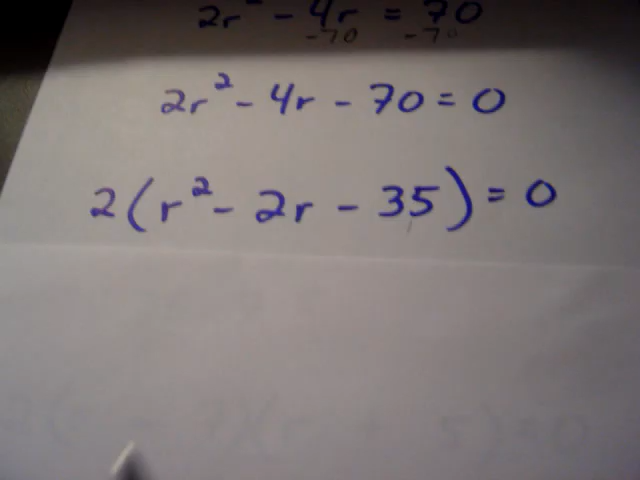 2r² - 4r = 70
-70 -70
2r² - 4r - 70 = 0
2(r² - 2r - 35) = 0